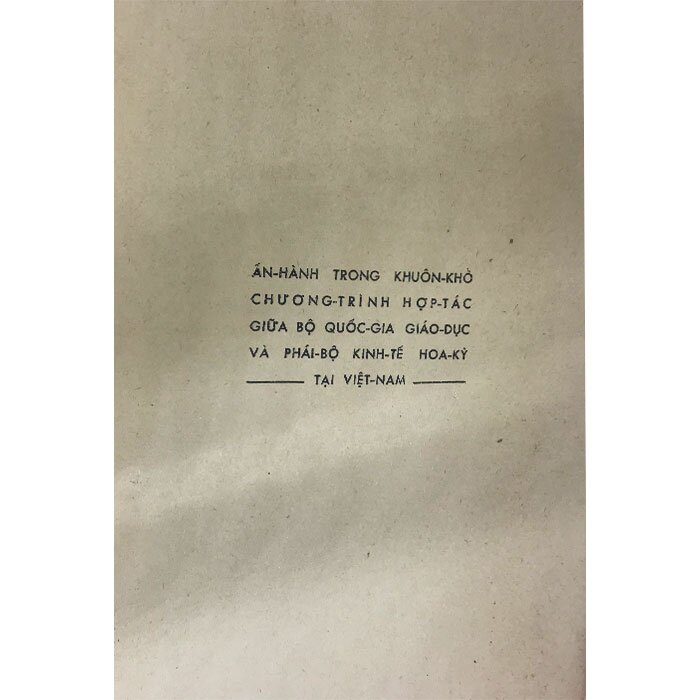 ẤN-HÀNH TRONG KHUÔN-KHỔ
CHƯƠNG-TRÌNH HỢP-TÁC
GIỮA BỘ QUỐC-GIA GIÁO-DỤC
VÀ PHÁI-BỘ KINH-TẾ HOA-KỲ
TẠI VIỆT-NAM